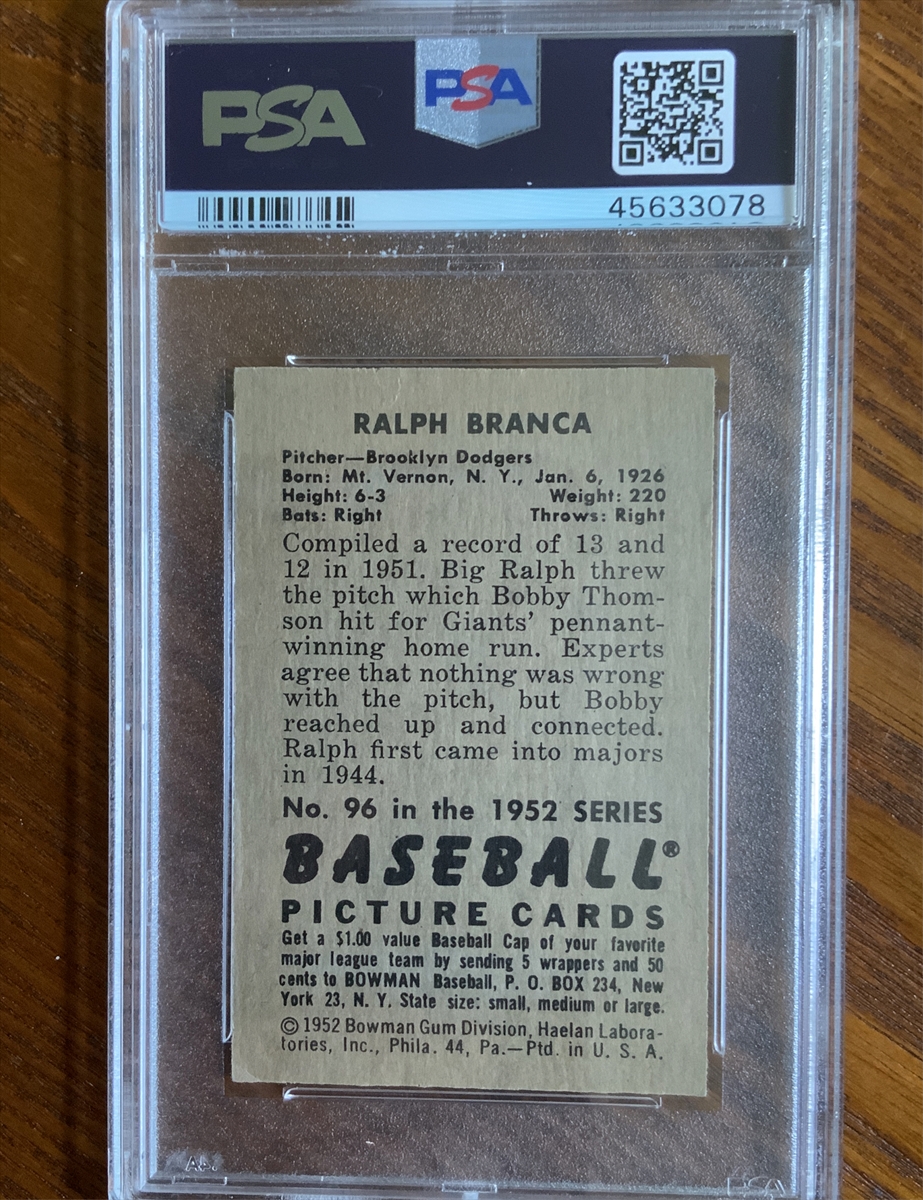 PSA
PSA
45633078
RALPH BRANCA
Pitcher—Brooklyn Dodgers
Born: Mt. Vernon, N. Y., Jan. 6, 1926
Height: 6-3 Weight: 220
Bats: Right Throws: Right
Compiled a record of 13 and
12 in 1951. Big Ralph threw
the pitch which Bobby Thom-
son hit for Giants' pennant-
winning home run. Experts
agree that nothing was wrong
with the pitch, but Bobby
reached up and connected.
Ralph first came into majors
in 1944.
No. 96 in the 1952 SERIES
BASEBALL®
PICTURE CARDS
Get a $1.00 value Baseball Cap of your favorite
major league team by sending 5 wrappers and 50
cents to BOWMAN Baseball, P. O. BOX 234, New
York 23, N. Y. State size: small, medium or large.
© 1952 Bowman Gum Division, Haelan Labora-
tories, Inc., Phila. 44, Pa.—Ptd. in U. S. A.
PSA